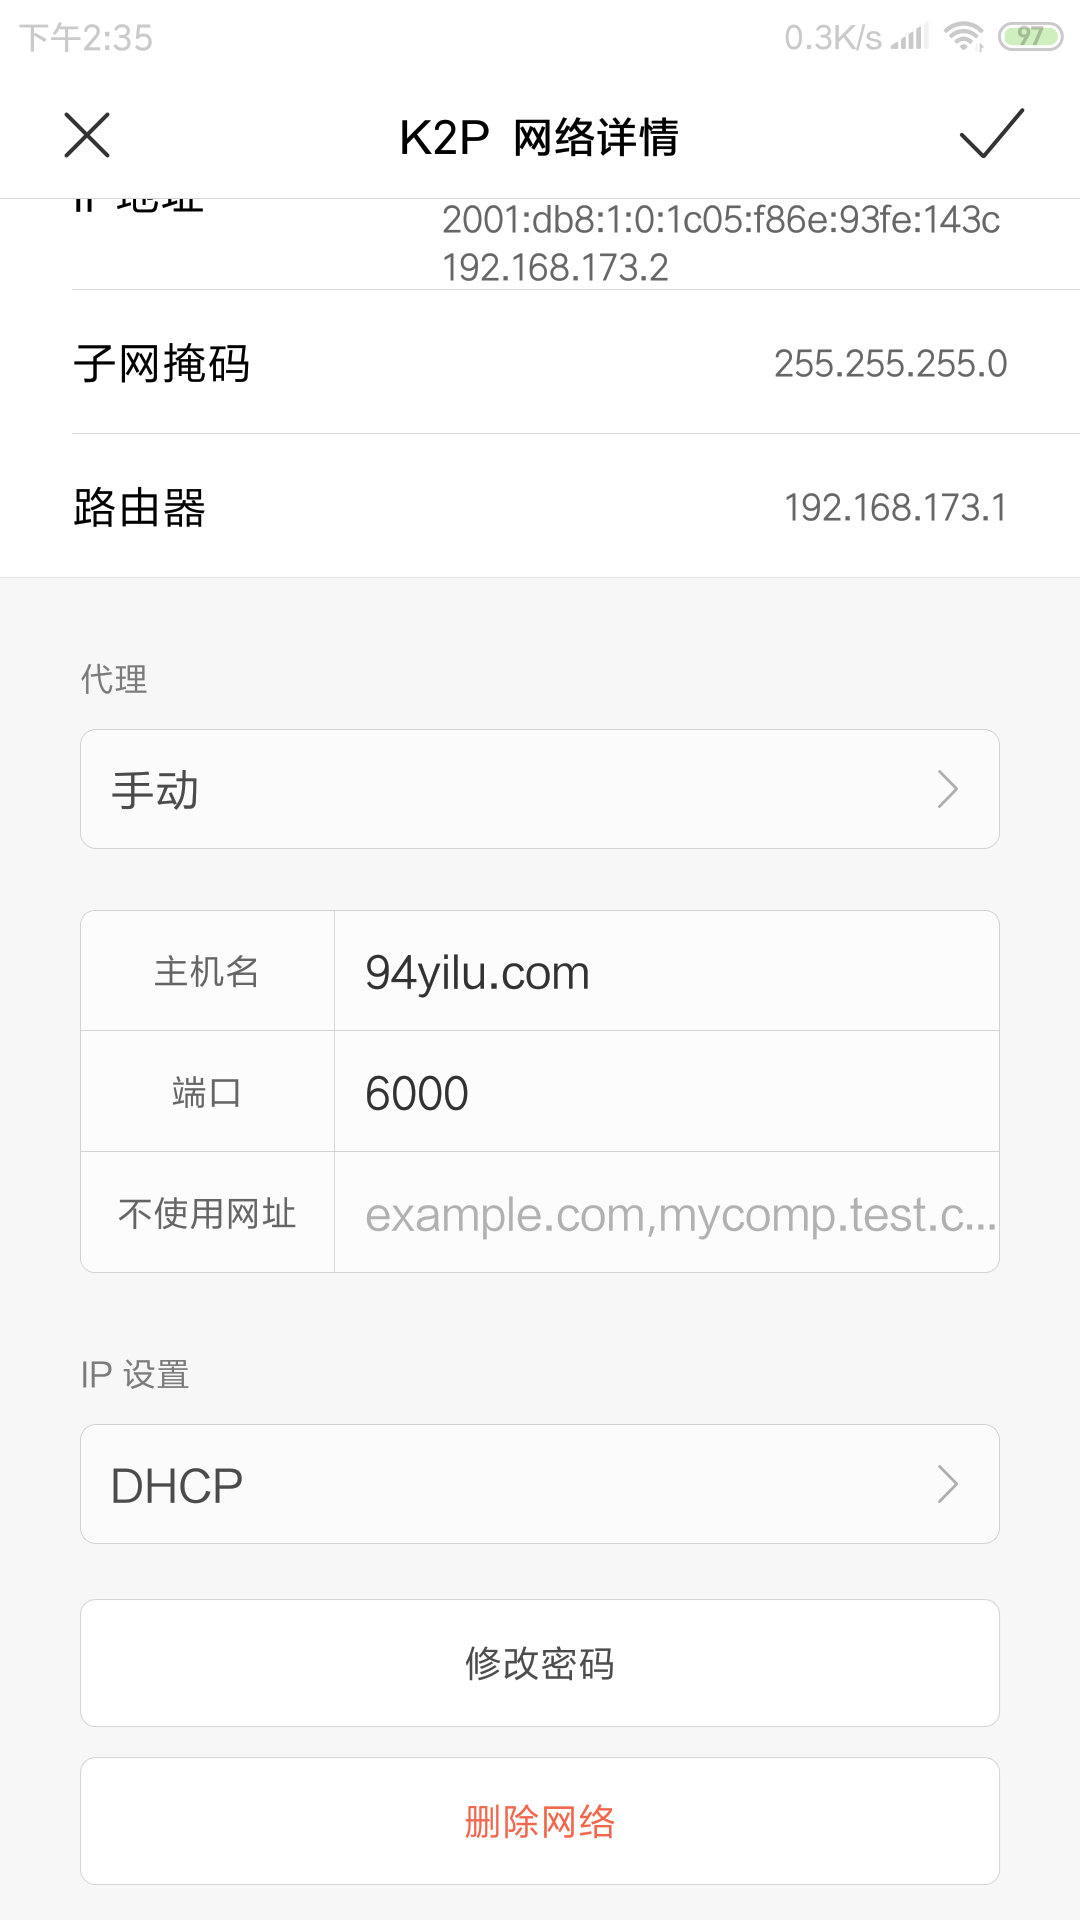 下午2:35
0.3K/s
97
K2P 网络详情
IP 地址
2001:db8:1:0:1c05:f86e:93fe:143c
192.168.173.2
子网掩码
255.255.255.0
路由器
192.168.173.1
代理
手动
主机名
94yilu.com
端口
6000
不使用网址
example.com,mycomp.test.c...
IP 设置
DHCP
修改密码
删除网络